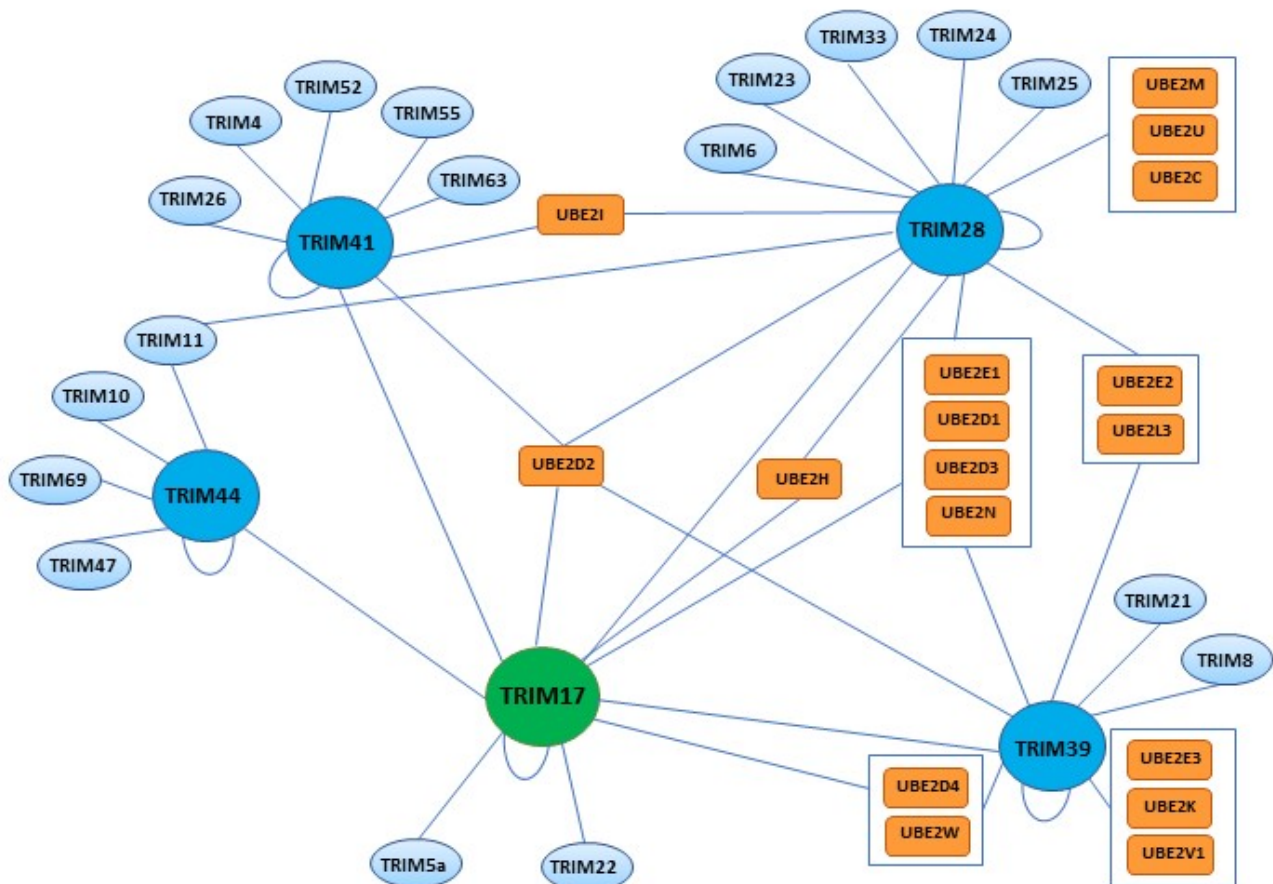 TRIM33
TRIM24
TRIM52
TRIM23
TRIM25
UBE2M
TRIM4
TRIM55
UBE2U
TRIM6
TRIM63
UBE2C
TRIM26
UBE2I
TRIM41
TRIM28
TRIM11
UBE2E1
UBE2E2
TRIM10
UBE2D1
UBE2L3
TRIM69
UBE2D2
UBE2H
UBE2D3
TRIM44
UBE2N
TRIM47
TRIM21
TRIM8
TRIM17
TRIM39
UBE2E3
UBE2D4
UBE2K
UBE2W
UBE2V1
TRIM5a
TRIM22